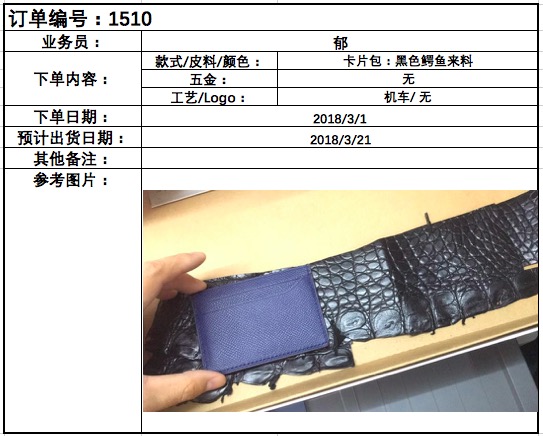 订单编号：1510
业务员： 郁
下单内容： 款式/皮料/颜色： 卡片包：黑色鳄鱼来料
五金： 无
工艺/Logo： 机车/ 无
下单日期： 2018/3/1
预计出货日期： 2018/3/21
其他备注：
参考图片：